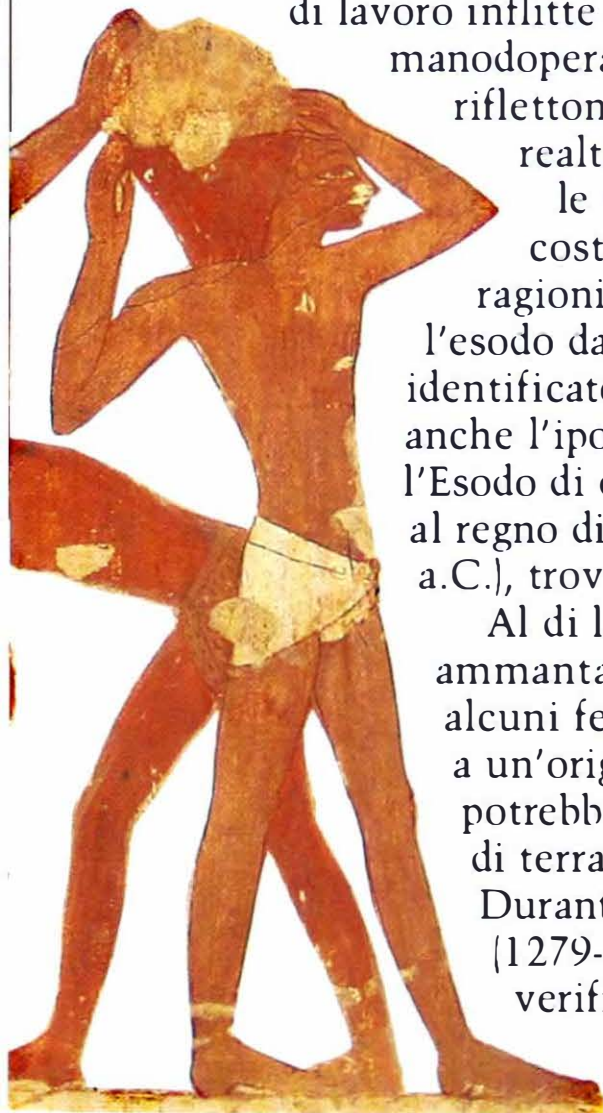 di lavoro inflitte
manodopera
rifletton
realt
le
cost
ragioni
l'esodo da
identificat
anche l'ipo
l'Esodo di
al regno di
a.C.), trov
Al di l
ammanta
alcuni fe
a un'orig
potrebb
di terra
Durant
(1279-
verif